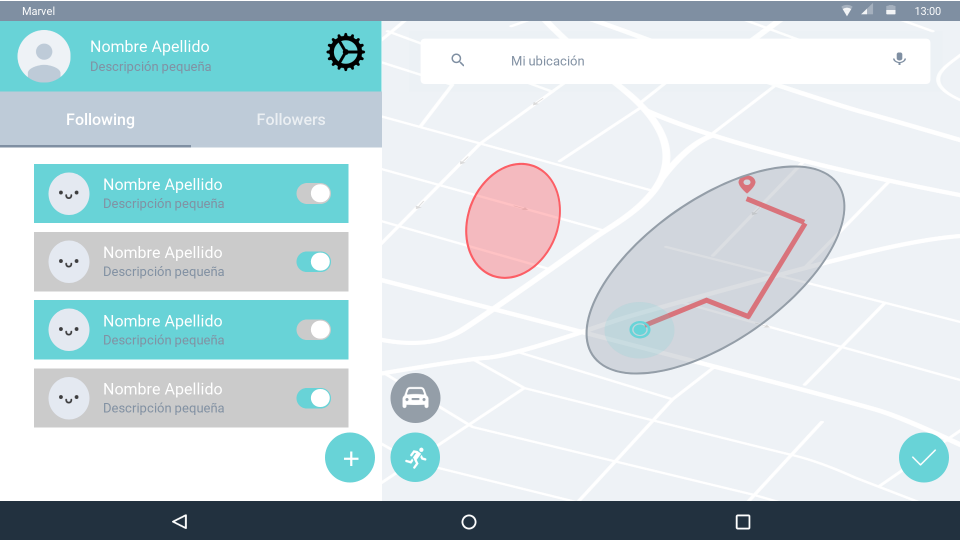 Marvel
13:00
Nombre Apellido
Descripción pequeña
Mi ubicación
Following
Followers
Nombre Apellido
Descripción pequeña
Nombre Apellido
Descripción pequeña
Nombre Apellido
Descripción pequeña
Nombre Apellido
Descripción pequeña